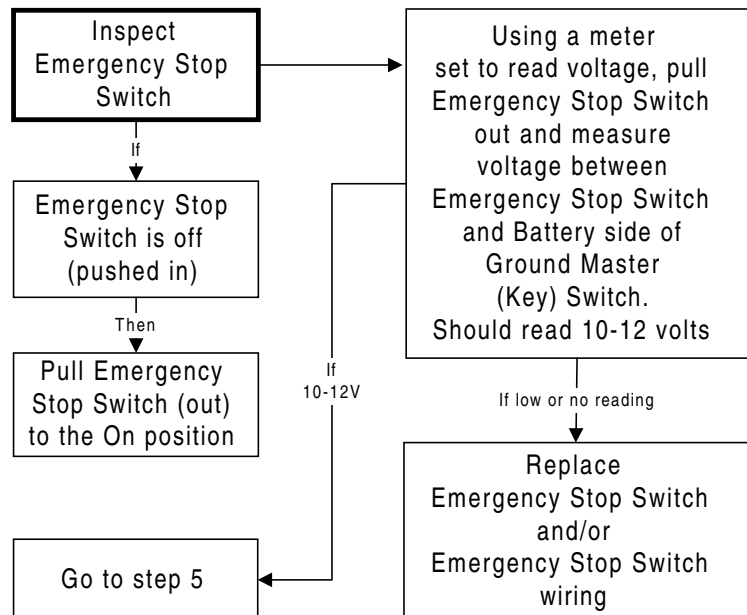 Inspect
Emergency Stop
Switch
If
Emergency Stop
Switch is off
(pushed in)
Then
Pull Emergency
Stop Switch (out)
to the On position
Using a meter
set to read voltage, pull
Emergency Stop Switch
out and measure
voltage between
Emergency Stop Switch
and Battery side of
Ground Master
(Key) Switch.
Should read 10-12 volts
If
10-12V
If low or no reading
Go to step 5
Replace
Emergency Stop Switch
and/or
Emergency Stop Switch
wiring